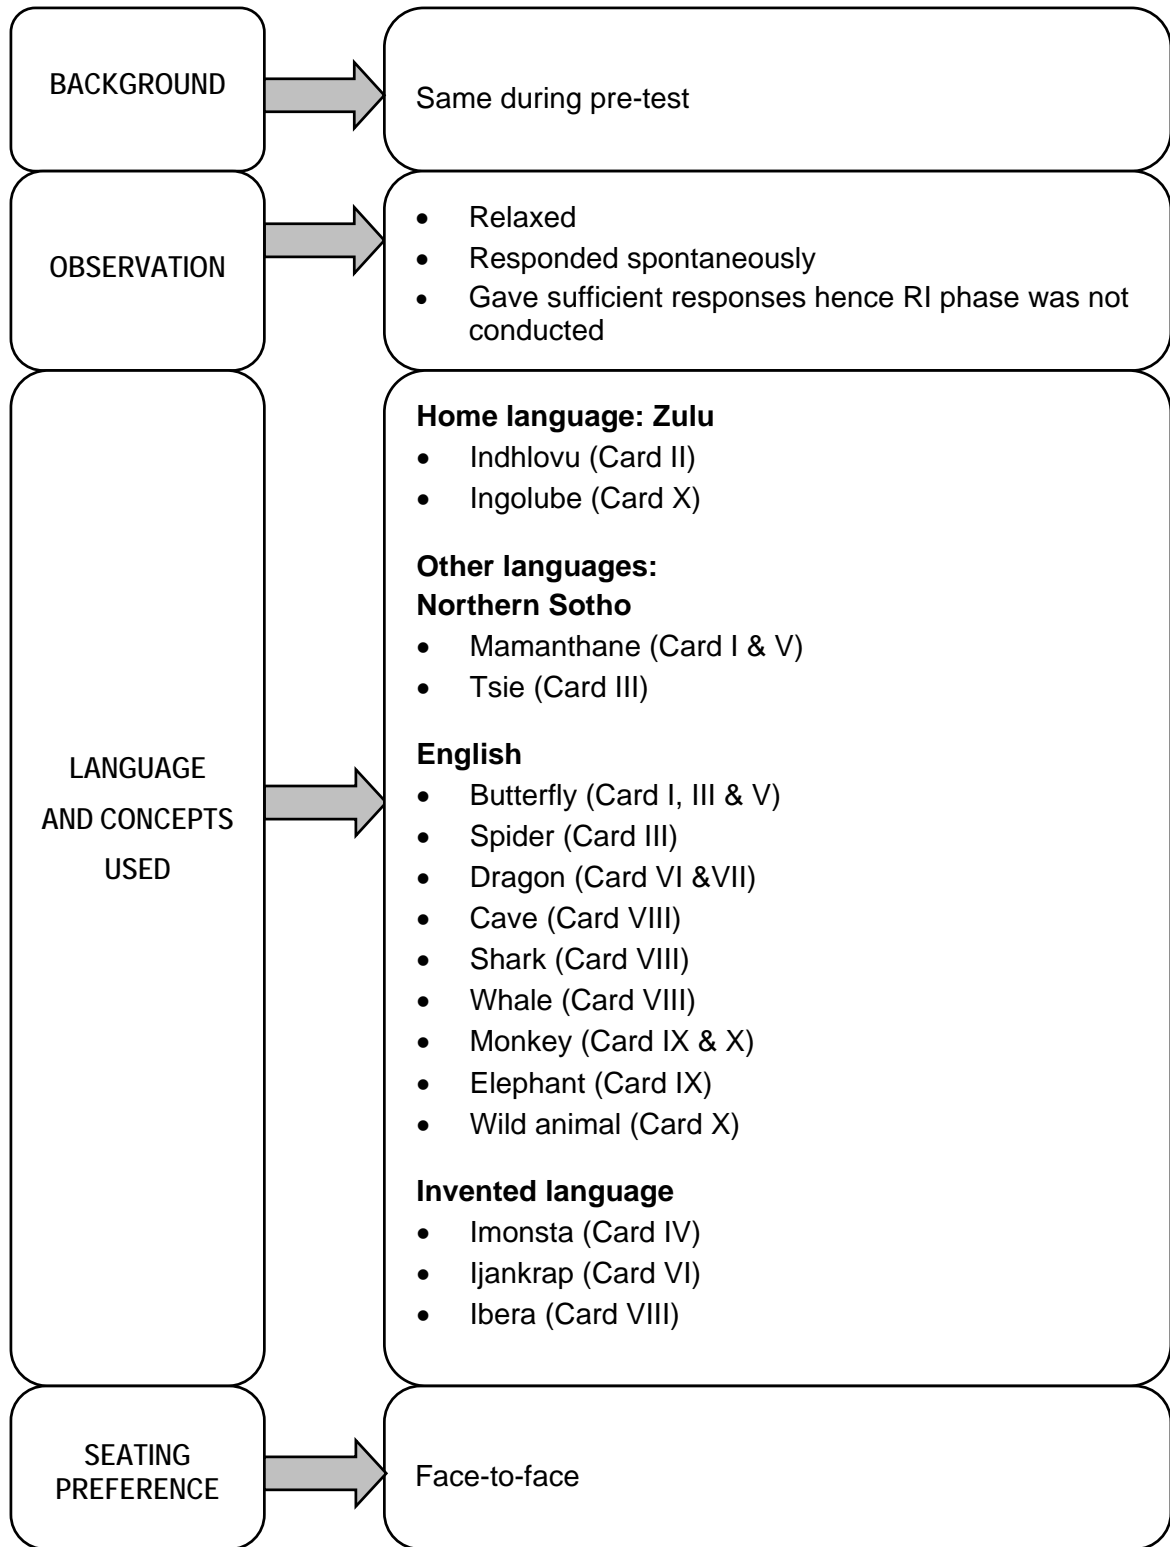 BACKGROUND
Same during pre-test
OBSERVATION
• Relaxed
• Responded spontaneously
• Gave sufficient responses hence RI phase was not
conducted
LANGUAGE
AND CONCEPTS
USED
Home language: Zulu
• Indhlovu (Card II)
• Ingolube (Card X)
Other languages:
Northern Sotho
• Mamanthane (Card I & V)
• Tsie (Card III)
English
• Butterfly (Card I, III & V)
• Spider (Card III)
• Dragon (Card VI &VII)
• Cave (Card VIII)
• Shark (Card VIII)
• Whale (Card VIII)
• Monkey (Card IX & X)
• Elephant (Card IX)
• Wild animal (Card X)
Invented language
• Imonsta (Card IV)
• Ijankrap (Card VI)
• Ibera (Card VIII)
SEATING
PREFERENCE
Face-to-face